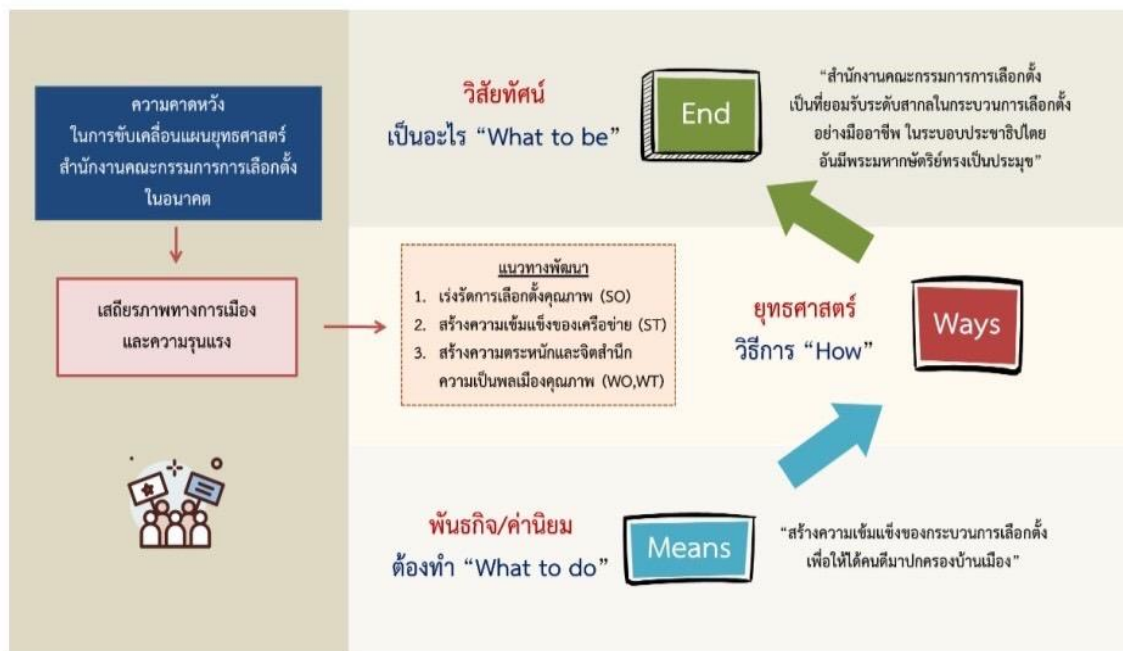 ความคาดหวัง
ในการขับเคลื่อนแผนยุทธศาสตร์
สำนักงานคณะกรรมการการเลือกตั้ง
ในอนาคต
เสถียรภาพทางการเมือง
และความรุนแรง
วิสัยทัศน์
เป็นอะไร “What to be”
End
“สำนักงานคณะกรรมการการเลือกตั้ง
เป็นที่ยอมรับระดับสากลในกระบวนการเลือกตั้ง
อย่างมืออาชีพ ในระบอบประชาธิปไตย
อันมีพระมหากษัตริย์ทรงเป็นประมุข”
แนวทางพัฒนา
1. เร่งรัดการเลือกตั้งคุณภาพ (SO)
2. สร้างความเข้มแข็งของเครือข่าย (ST)
3. สร้างความตระหนักและจิตสำนึก
ความเป็นพลเมืองคุณภาพ (WO,WT)
ยุทธศาสตร์
วิธีการ “How”
Ways
พันธกิจ/ค่านิยม
ต้องทำ “What to do”
Means
“สร้างความเข้มแข็งของกระบวนการเลือกตั้ง
เพื่อให้ได้คนดีมาปกครองบ้านเมือง”